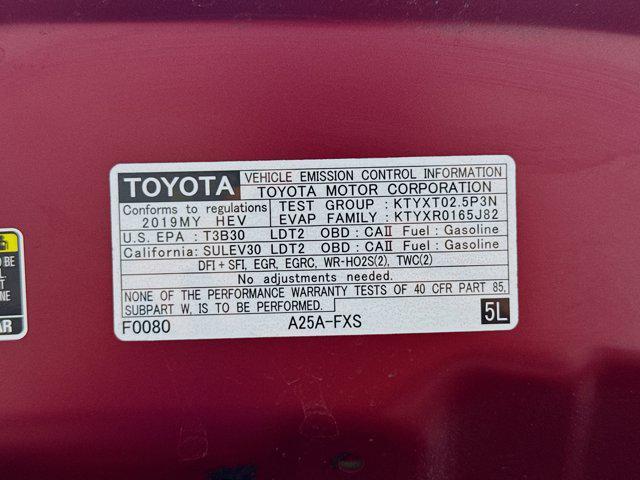 TOYOTA VEHICLE EMISSION CONTROL INFORMATION
TOYOTA MOTOR CORPORATION
Conforms to regulations TEST GROUP : KTYXT02.5P3N
2019MY HEV EVAP FAMILY : KTYXR0165J82
U.S. EPA : T3B30 LDT2 OBD : CAⅡ Fuel : Gasoline
California: SULEV30 LDT2 OBD : CAⅡ Fuel : Gasoline
DFI + SFI, EGR, EGRC, WR-HO2S(2), TWC(2)
No adjustments needed.
NONE OF THE PERFORMANCE WARRANTY TESTS OF 40 CFR PART 85,
SUBPART W, IS TO BE PERFORMED.
F0080 A25A-FXS 5L